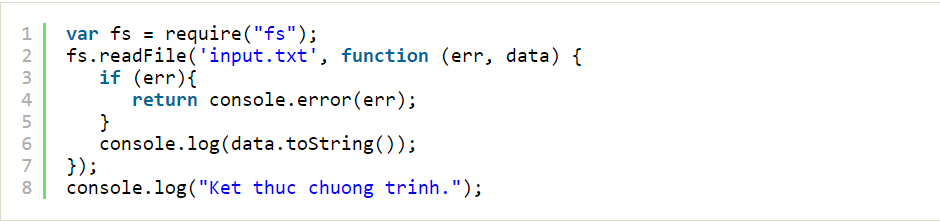 1 var fs = require("fs");
2 fs.readFile('input.txt', function (err, data) {
3    if (err){
4       return console.error(err);
5    }
6    console.log(data.toString());
7 });
8 console.log("Ket thuc chuong trinh.");